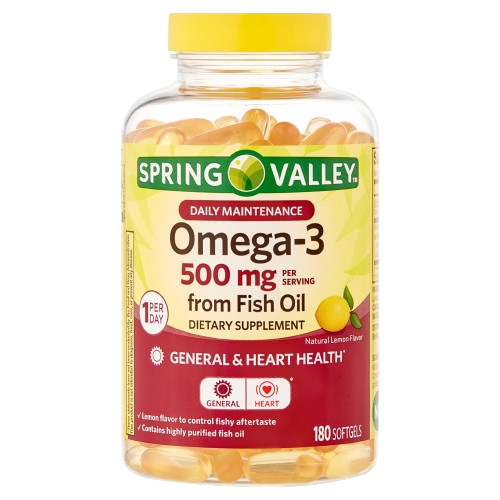 SPRING VALLEY™
DAILY MAINTENANCE
Omega-3
500 mg PER SERVING
from Fish Oil
DIETARY SUPPLEMENT
1 PER DAY
Natural Lemon Flavor
GENERAL & HEART HEALTH*
GENERAL HEART *
✓ Lemon flavor to control fishy aftertaste
✓ Contains highly purified fish oil
180 SOFTGELS